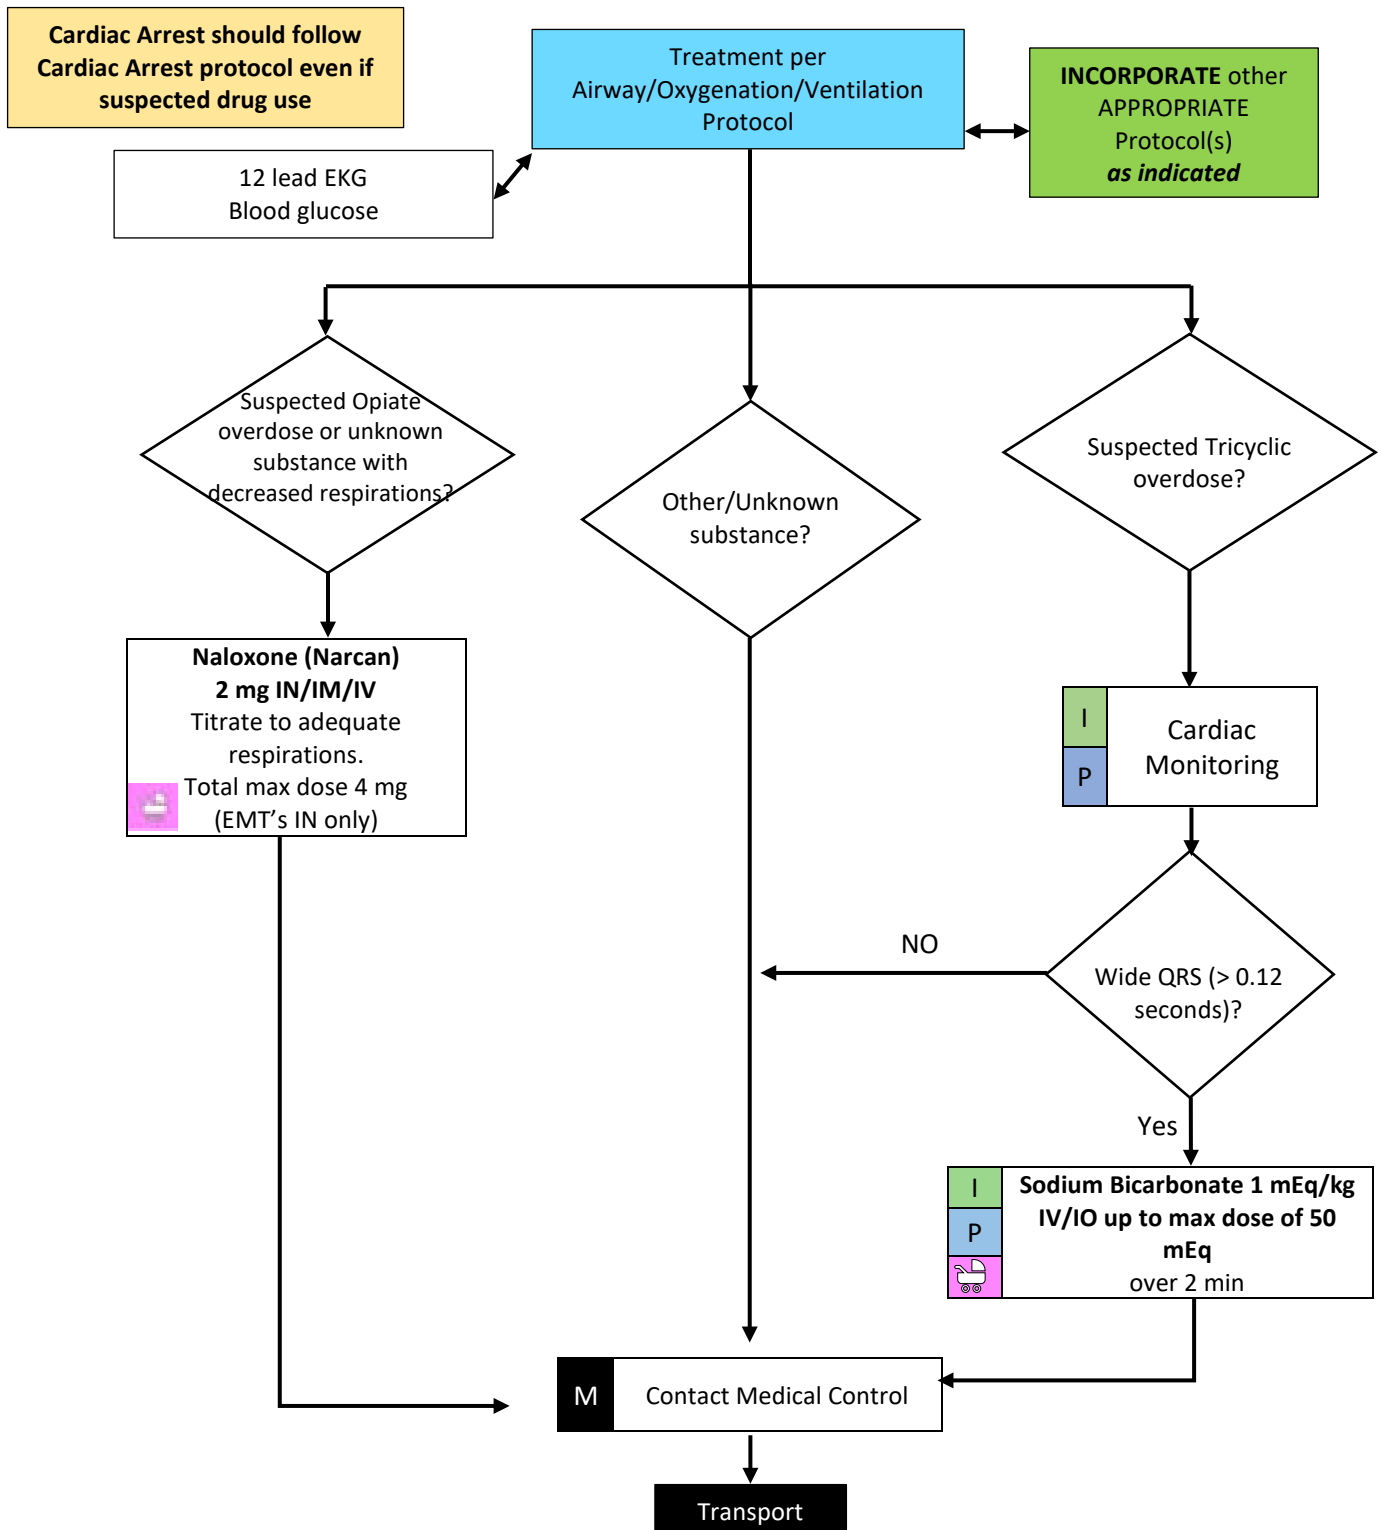 Cardiac Arrest should follow
Cardiac Arrest protocol even if
suspected drug use
Treatment per
Airway/Oxygenation/Ventilation
Protocol
INCORPORATE other
APPROPRIATE
Protocol(s)
as indicated
12 lead EKG
Blood glucose
Suspected Opiate
overdose or unknown
substance with
decreased respirations?
Other/Unknown
substance?
Suspected Tricyclic
overdose?
Naloxone (Narcan)
2 mg IN/IM/IV
Titrate to adequate
respirations.
Total max dose 4 mg
(EMT’s IN only)
I
P
Cardiac
Monitoring
NO
Wide QRS (> 0.12
seconds)?
Yes
I
P
Sodium Bicarbonate 1 mEq/kg
IV/IO up to max dose of 50
mEq
over 2 min
M
Contact Medical Control
Transport